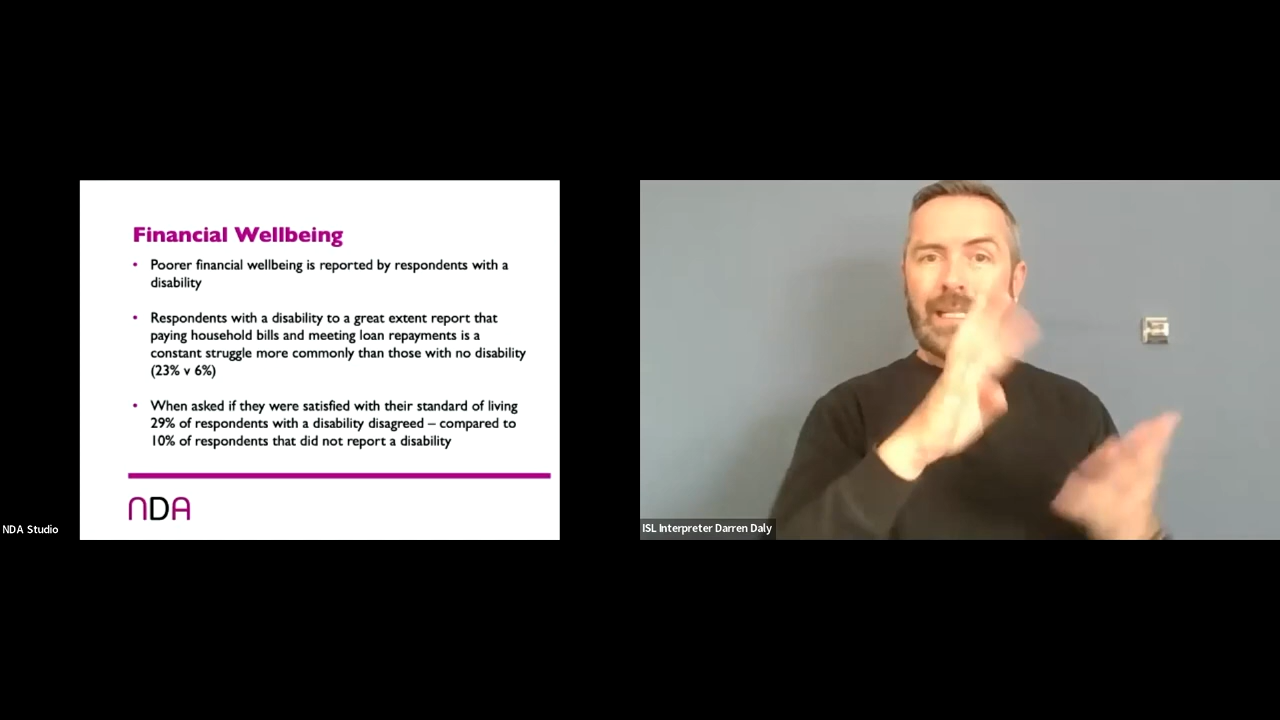 Financial Wellbeing
• Poorer financial wellbeing is reported by respondents with a
disability
• Respondents with a disability to a great extent report that
paying household bills and meeting loan repayments is a
constant struggle more commonly than those with no disability
(23% v 6%)
• When asked if they were satisfied with their standard of living
29% of respondents with a disability disagreed – compared to
10% of respondents that did not report a disability
NDA
NDA Studio
ISL Interpreter Darren Daly